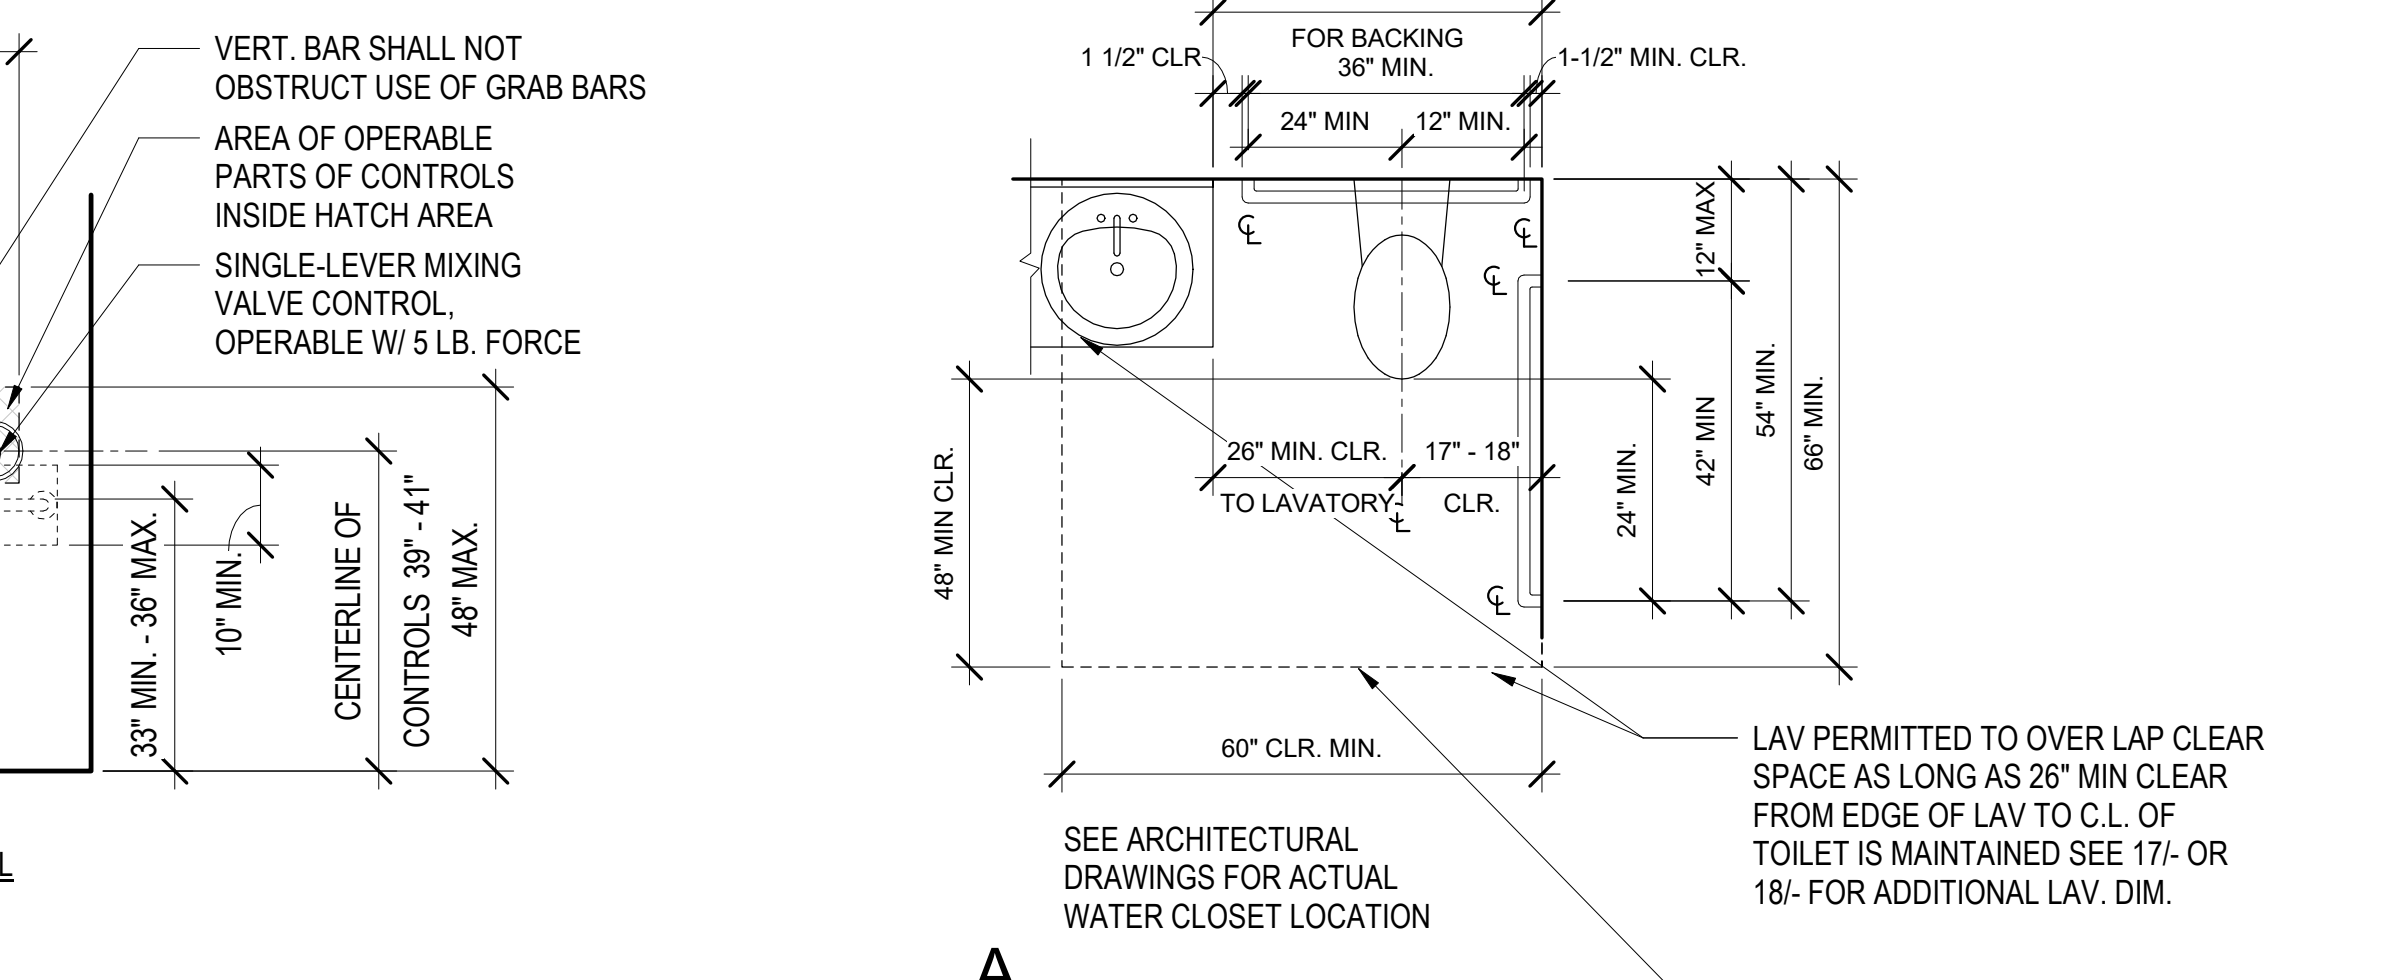 VERT. BAR SHALL NOT
OBSTRUCT USE OF GRAB BARS
AREA OF OPERABLE
PARTS OF CONTROLS
INSIDE HATCH AREA
SINGLE-LEVER MIXING
VALVE CONTROL,
OPERABLE W/ 5 LB. FORCE
33" MIN. - 36" MAX.
10" MIN.
CENTERLINE OF
CONTROLS 39" - 41"
48" MAX.
L
FOR BACKING
36" MIN.
1 1/2" CLR
1-1/2" MIN. CLR.
24" MIN
12" MIN.
12" MAX
54" MIN.
66" MIN.
42" MIN
24" MIN.
48" MIN CLR.
26" MIN. CLR.
TO LAVATORY
17" - 18"
CLR.
60" CLR. MIN.
LAV PERMITTED TO OVER LAP CLEAR
SPACE AS LONG AS 26" MIN CLEAR
FROM EDGE OF LAV TO C.L. OF
TOILET IS MAINTAINED SEE 17/- OR
18/- FOR ADDITIONAL LAV. DIM.
SEE ARCHITECTURAL
DRAWINGS FOR ACTUAL
WATER CLOSET LOCATION
A